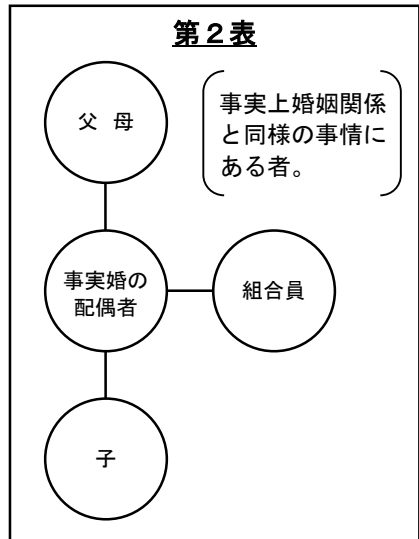 第２表
父 母
事実上婚姻関係
と同様の事情に
ある者。
事実婚の
配偶者
組合員
子